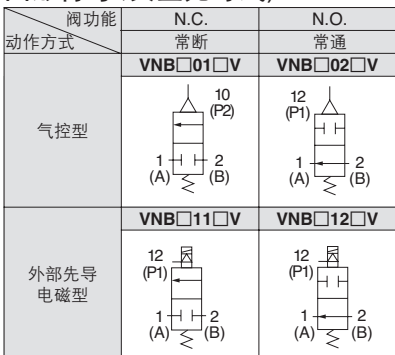 阀功能
动作方式
N.C. N.O.
常断 常通
VNB□01□V VNB□02□V
气控型
10
(P2)
1 2
(A) (B)
12
(P1)
1 2
(A) (B)
VNB□11□V VNB□12□V
外部先导
电磁型
12
(P1)
1 2
(A) (B)
12
(P1)
1 2
(A) (B)